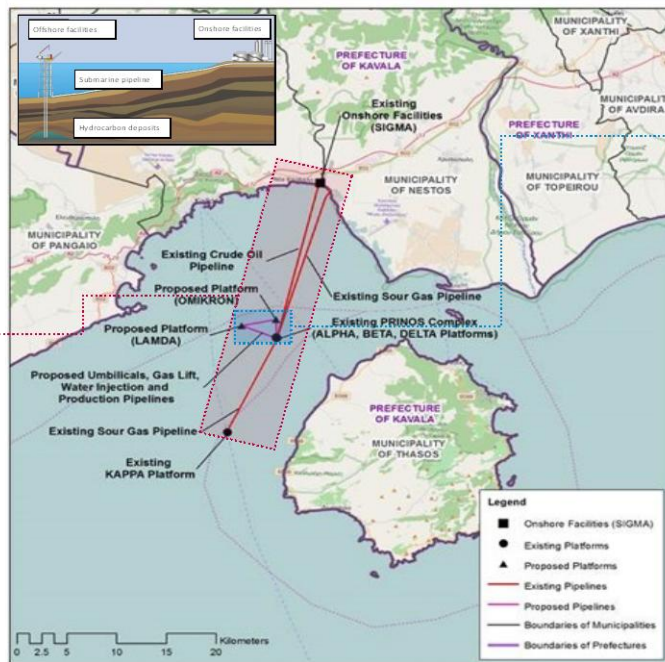 Offshore facilities
Onshore facilities
Submarine pipeline
Hydrocarbon deposits
MUNICIPALITY
OF XANTHI
PREFECTURE
OF KAVALA
MUNICIPALITY
OF AVDIRA
Existing
Onshore Facilities
(SIGMA)
PREFECTURE
OF XANTHI
MUNICIPALITY
OF NESTOS
MUNICIPALITY
OF TOPEIROU
MUNICIPALITY
OF PANGAIO
Existing Crude Oil
Pipeline
Proposed Platform
(OMIKRON)
Existing Sour Gas Pipeline
Proposed Platform
(LAMDA)
Existing PRINOS Complex
(ALPHA, BETA, DELTA Platforms)
Proposed Umbilicals, Gas Lift,
Water Injection and
Production Pipelines
PREFECTURE
OF KAVALA
MUNICIPALITY
OF THASOS
Existing Sour Gas Pipeline
Existing
KAPPA Platform
Legend
Onshore Facilities (SIGMA)
Existing Platforms
Proposed Platforms
Existing Pipelines
Proposed Pipelines
Boundaries of Municipalities
Boundaries of Prefectures
Kilometers
0 2.5 5 10 15 20